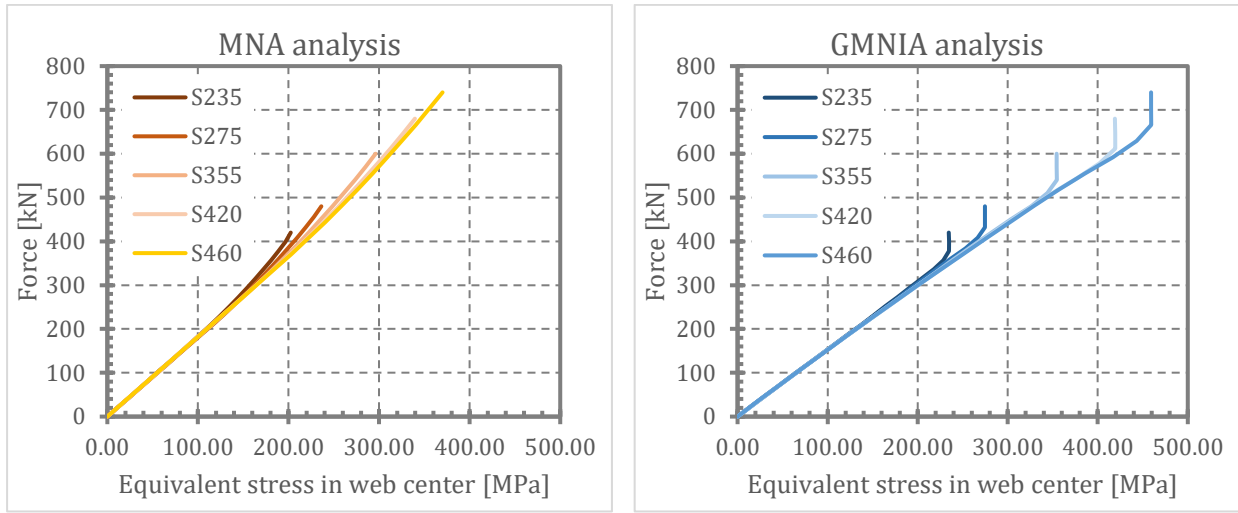 MNA analysis
Force [kN]
800
700
600
500
400
300
200
100
0
S235
S275
S355
S420
S460
0.00 100.00 200.00 300.00 400.00 500.00
Equivalent stress in web center [MPa]
GMNIA analysis
Force [kN]
800
700
600
500
400
300
200
100
0
S235
S275
S355
S420
S460
0.00 100.00 200.00 300.00 400.00 500.00
Equivalent stress in web center [MPa]